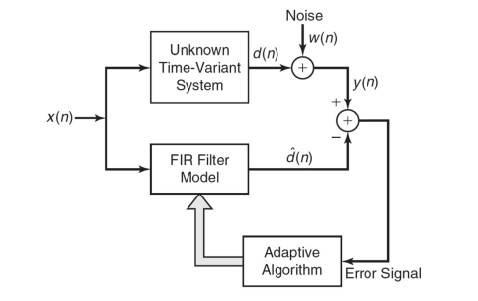 Noise
w(n)
Unknown
Time-Variant
System
d(n)
+
y(n)
x(n)
+
+
−
FIR Filter
Model
d̂(n)
Adaptive
Algorithm
Error Signal